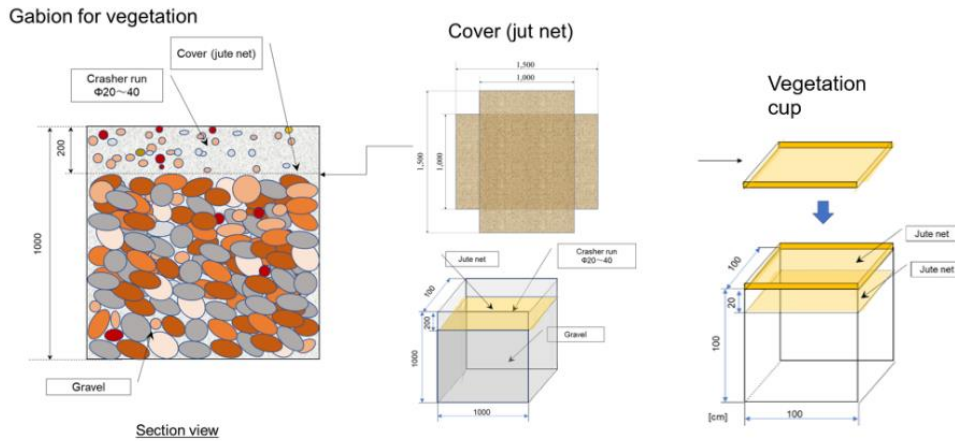 Gabion for vegetation
Cover (jute net)
Crasher run
Φ20～40
200
1000
Gravel
Section view
Cover (jut net)
1,500
1,000
1,500
1,000
Jute net
Crasher run
Φ20～40
100
200
1000
Gravel
1000
Vegetation
cup
Jute net
Jute net
100
20
100
[cm]
100